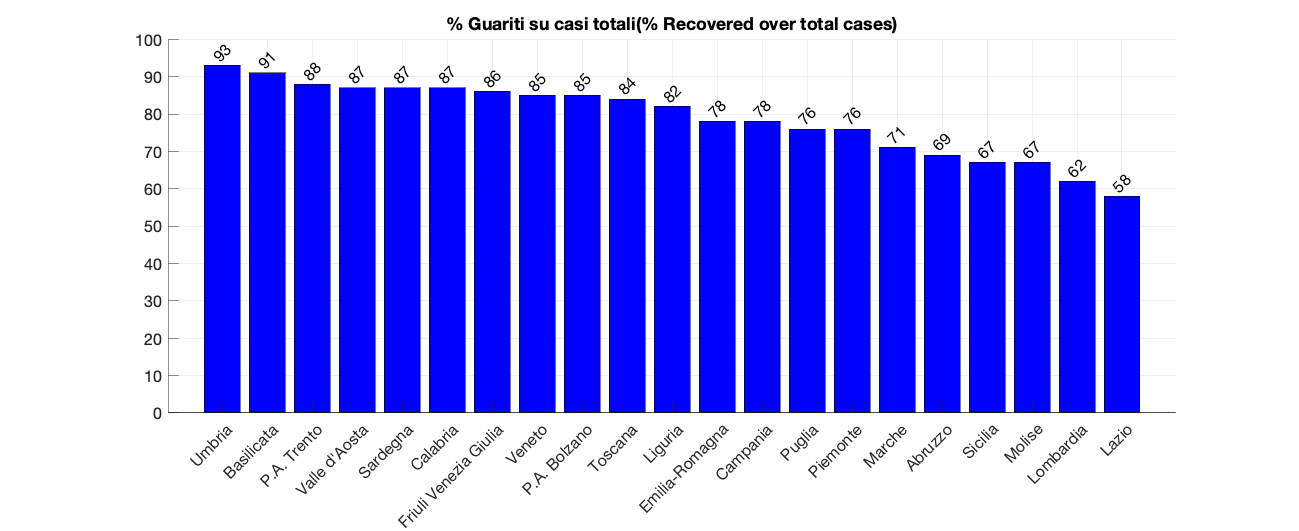 % Guariti su casi totali(% Recovered over total cases)
100
90
80
70
60
50
40
30
20
10
0
93
91
88
87
87
87
86
85
85
84
82
78
78
76
76
71
69
67
67
62
58
Umbria
Basilicata
P.A. Trento
Valle d'Aosta
Sardegna
Calabria
Friuli Venezia Giulia
Veneto
P.A. Bolzano
Toscana
Liguria
Emilia-Romagna
Campania
Puglia
Piemonte
Marche
Abruzzo
Sicilia
Molise
Lombardia
Lazio